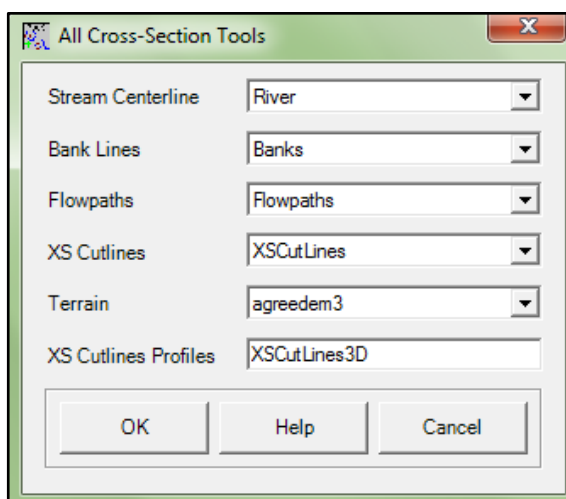 All Cross-Section Tools
Stream Centerline River
Bank Lines Banks
Flowpaths Flowpaths
XS Cutlines XSCutLines
Terrain agreedem3
XS Cutlines Profiles XSCutLines3D
OK Help Cancel